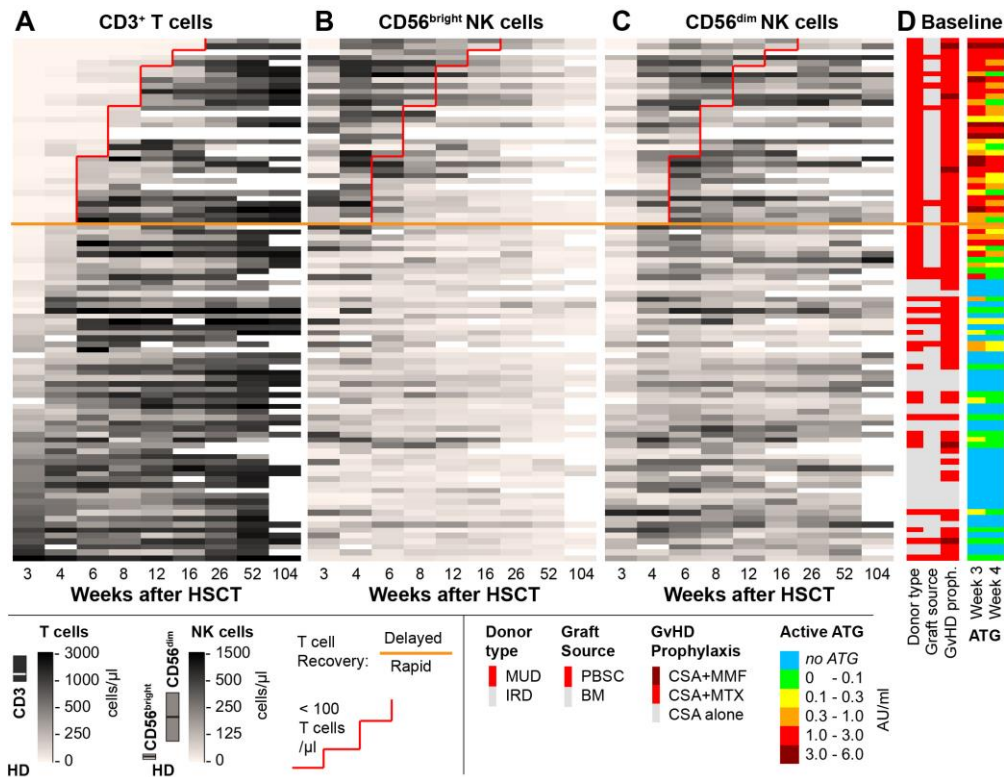 A CD3+ T cells B CD56bright NK cells C CD56dim NK cells D Baseline
3 4 6 8 12 16 26 52 104 3 4 6 8 12 16 26 52 104 3 4 6 8 12 16 26 52 104
Weeks after HSCT Weeks after HSCT Weeks after HSCT
Donor type
Graft source
GvHD proph.
Week 3
Week 4
ATG
T cells
CD3
HD
3000
1000
500
250
0
cells/µl
NK cells
CD56bright
CD56dim
HD
1500
500
250
125
0
cells/µl
T cell
Recovery:
Delayed
Rapid
< 100
T cells
/µl
Donor
type
MUD
IRD
Graft
Source
PBSC
BM
GvHD
Prophylaxis
CSA+MMF
CSA+MTX
CSA alone
Active ATG
no ATG
0 - 0.1
0.1 - 0.3
0.3 - 1.0
1.0 - 3.0
3.0 - 6.0
AU/ml